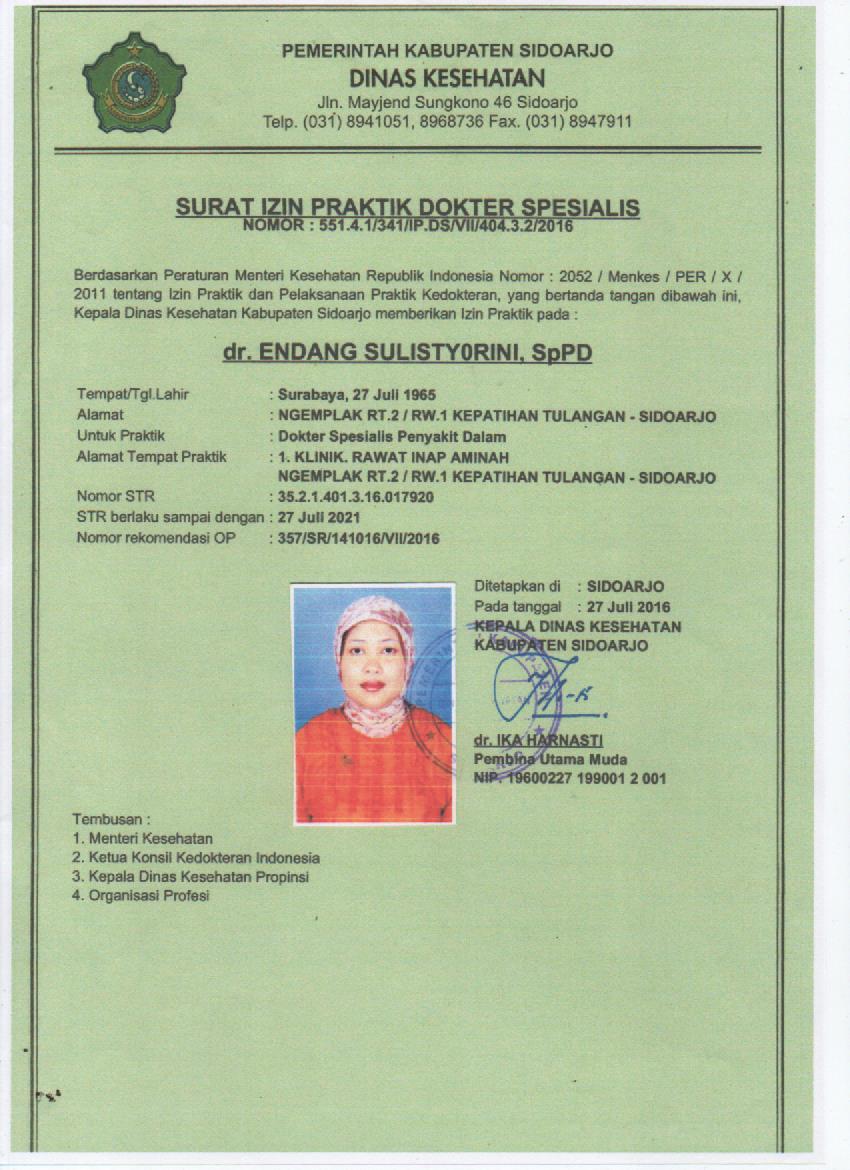 PEMERINTAH KABUPATEN SIDOARJO
DINAS KESEHATAN
Jln. Mayjend Sungkono 46 Sidoarjo
Telp. (031) 8941051, 8968736 Fax. (031) 8947911
SURAT IZIN PRAKTIK DOKTER SPESIALIS
NOMOR : 551.4.1/341/IP.DS/VII/404.3.2/2016
Berdasarkan Peraturan Menteri Kesehatan Republik Indonesia Nomor : 2052 / Menkes / PER / X /
2011 tentang Izin Praktik dan Pelaksanaan Praktik Kedokteran, yang bertanda tangan dibawah ini,
Kepala Dinas Kesehatan Kabupaten Sidoarjo memberikan Izin Praktik pada :
dr. ENDANG SULISTY0RINI, SpPD
Tempat/Tgl.Lahir : Surabaya, 27 Juli 1965
Alamat : NGEMPLAK RT.2 / RW.1 KEPATIHAN TULANGAN - SIDOARJO
Untuk Praktik : Dokter Spesialis Penyakit Dalam
Alamat Tempat Praktik : 1. KLINIK. RAWAT INAP AMINAH
NGEMPLAK RT.2 / RW.1 KEPATIHAN TULANGAN - SIDOARJO
Nomor STR : 35.2.1.401.3.16.017920
STR berlaku sampai dengan : 27 Juli 2021
Nomor rekomendasi OP : 357/SR/141016/VII/2016
Ditetapkan di : SIDOARJO
Pada tanggal : 27 Juli 2016
KEPALA DINAS KESEHATAN
KABUPATEN SIDOARJO
dr. IKA HARNASTI
Pembina Utama Muda
NIP. 19600227 199001 2 001
Tembusan :
1. Menteri Kesehatan
2. Ketua Konsil Kedokteran Indonesia
3. Kepala Dinas Kesehatan Propinsi
4. Organisasi Profesi